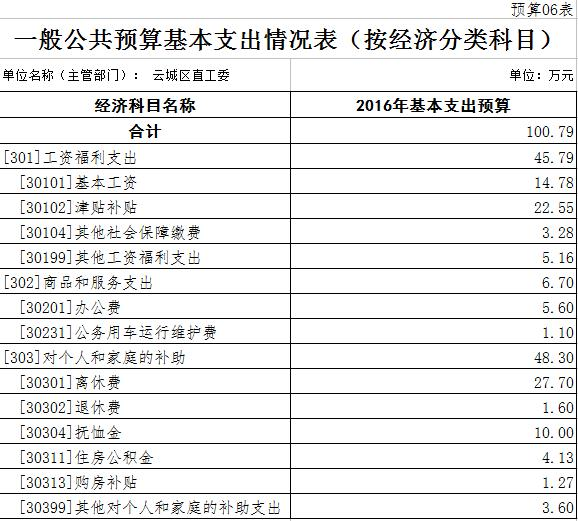 预算06表
一般公共预算基本支出情况表（按经济分类科目）
单位名称（主管部门）： 云城区直工委 单位：万元
经济科目名称 2016年基本支出预算
合计 100.79
[301]工资福利支出 45.79
[30101]基本工资 14.78
[30102]津贴补贴 22.55
[30104]其他社会保障缴费 3.28
[30199]其他工资福利支出 5.16
[302]商品和服务支出 6.70
[30201]办公费 5.60
[30231]公务用车运行维护费 1.10
[303]对个人和家庭的补助 48.30
[30301]离休费 27.70
[30302]退休费 1.60
[30304]抚恤金 10.00
[30311]住房公积金 4.13
[30313]购房补贴 1.27
[30399]其他对个人和家庭的补助支出 3.60